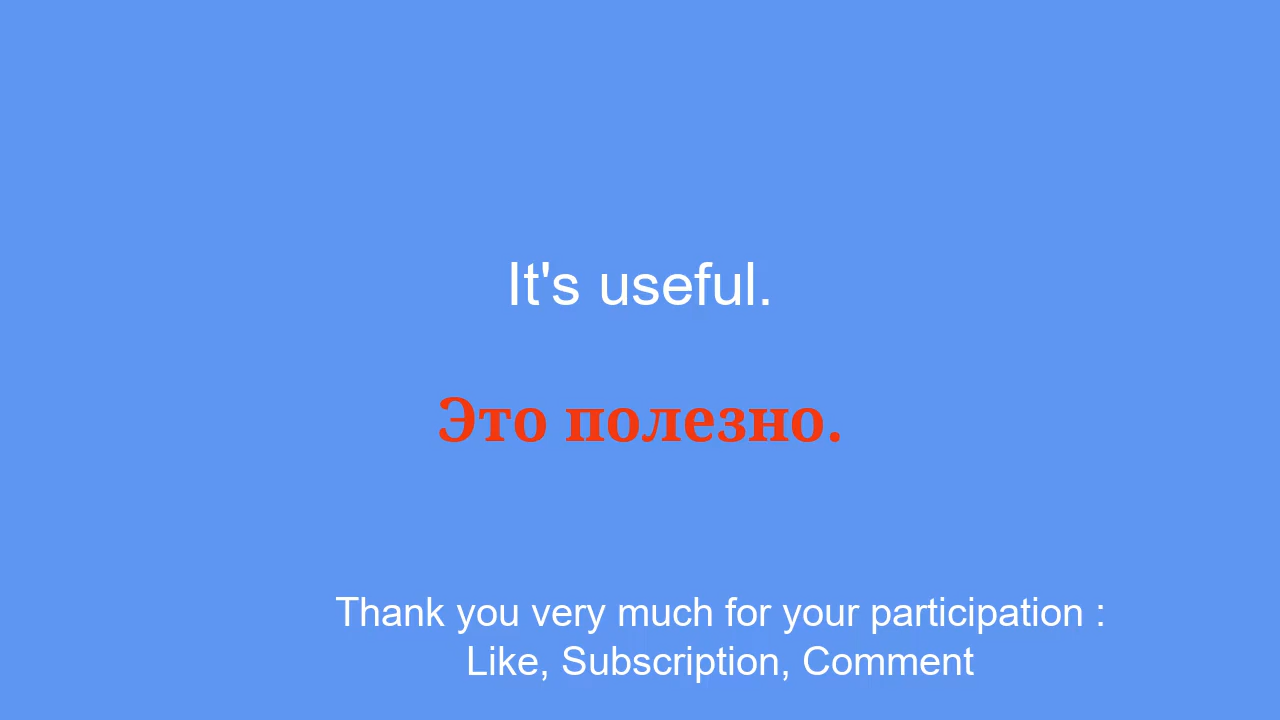 It's useful.
Это полезно.
Thank you very much for your participation :
Like, Subscription, Comment